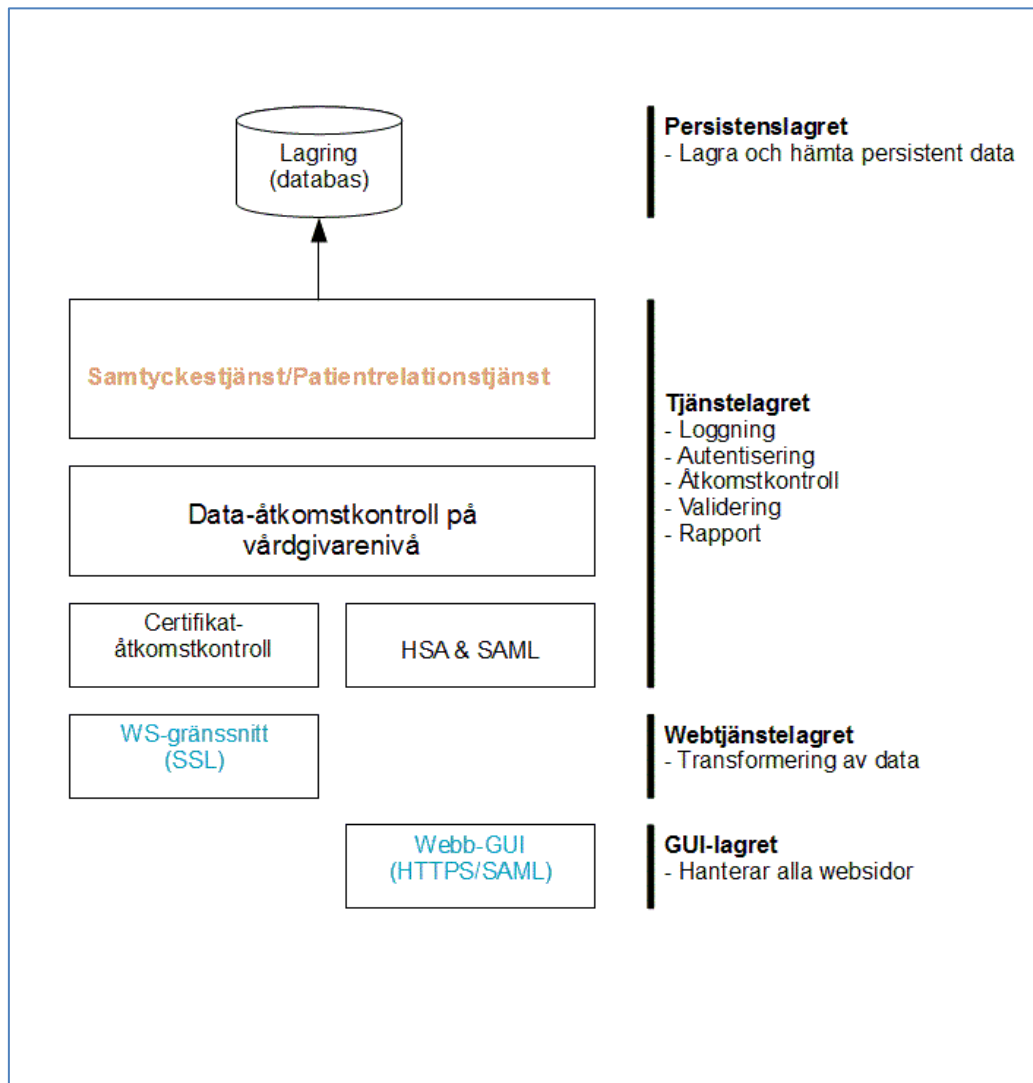 Lagring
(databas)
Persistenslagret
- Lagra och hämta persistent data
Samtyckestjänst/Patientrelationstjänst
Data-åtkomstkontroll på
vårdgivarenivå
Certifikat-
åtkomstkontroll
HSA & SAML
Tjänstelagret
- Loggning
- Autentisering
- Åtkomstkontroll
- Validering
- Rapport
WS-gränssnitt
(SSL)
Webtjänstelagret
- Transformering av data
Webb-GUI
(HTTPS/SAML)
GUI-lagret
- Hanterar alla websidor